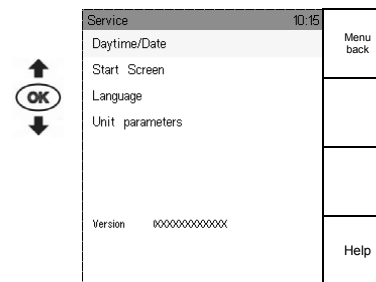 Service 10:15
Menu
back
Daytime/Date
Start Screen
OK
Language
Unit parameters
Version XXXXXXXXXXXX
Help